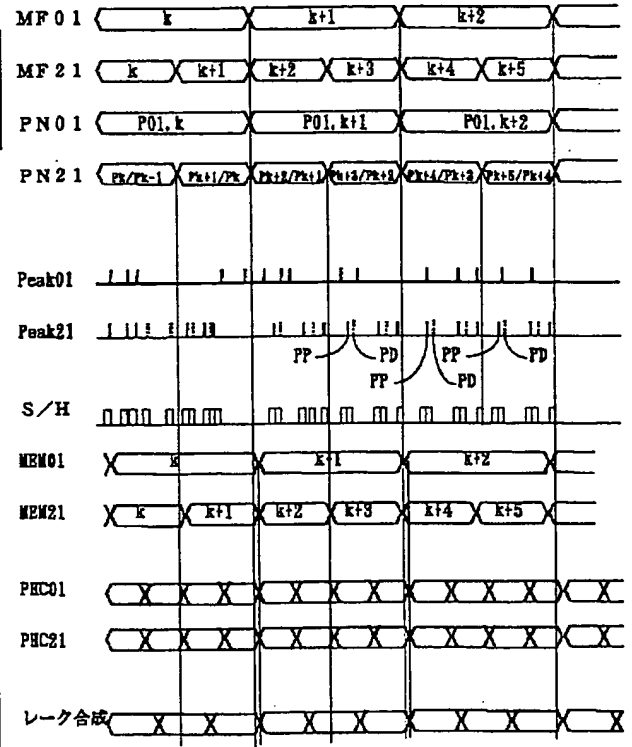 MF01 k k+1 k+2
MF21 k k+1 k+2 k+3 k+4 k+5
PN01 P01,k P01,k+1 P01,k+2
PN21 Pk/Pk-1 Pk+1/Pk Pk+2/Pk+1 Pk+3/Pk+2 Pk+4/Pk+3 Pk+5/Pk+4
Peak01
Peak21
PP PD PP PD
PP PD
S/H
MEM01 k k+1 k+2
MEM21 k k+1 k+2 k+3 k+4 k+5
PHC01
PHC21
レーク合成